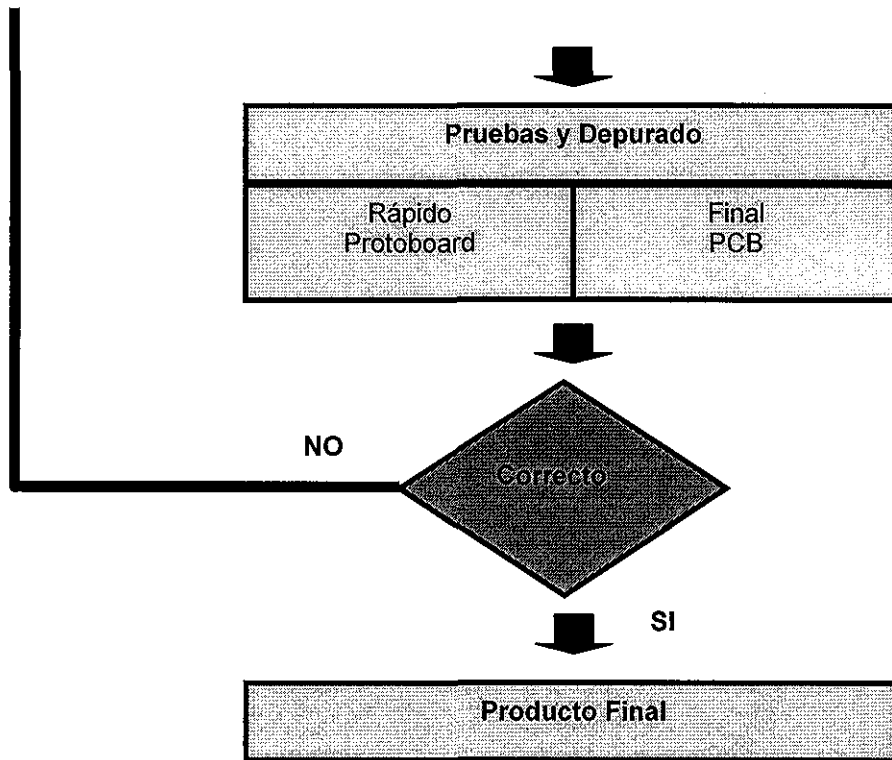 Pruebas y Depurado
Rápido
Protoboard
Final
PCB
NO
Correcto
SI
Producto Final